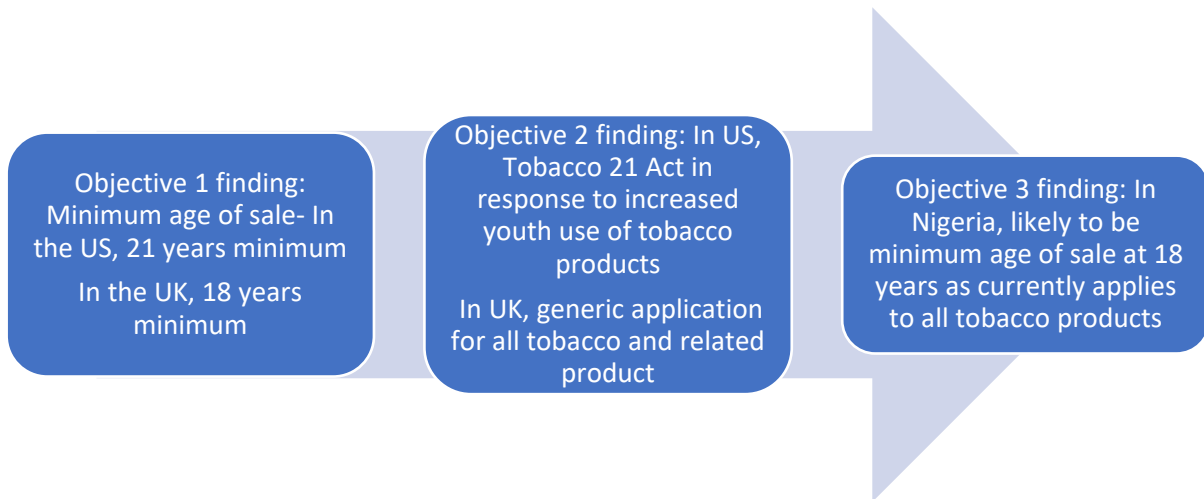 Objective 1 finding:
Minimum age of sale- In
the US, 21 years minimum
In the UK, 18 years
minimum
Objective 2 finding: In US,
Tobacco 21 Act in
response to increased
youth use of tobacco
products
In UK, generic application
for all tobacco and related
product
Objective 3 finding: In
Nigeria, likely to be
minimum age of sale at 18
years as currently applies
to all tobacco products